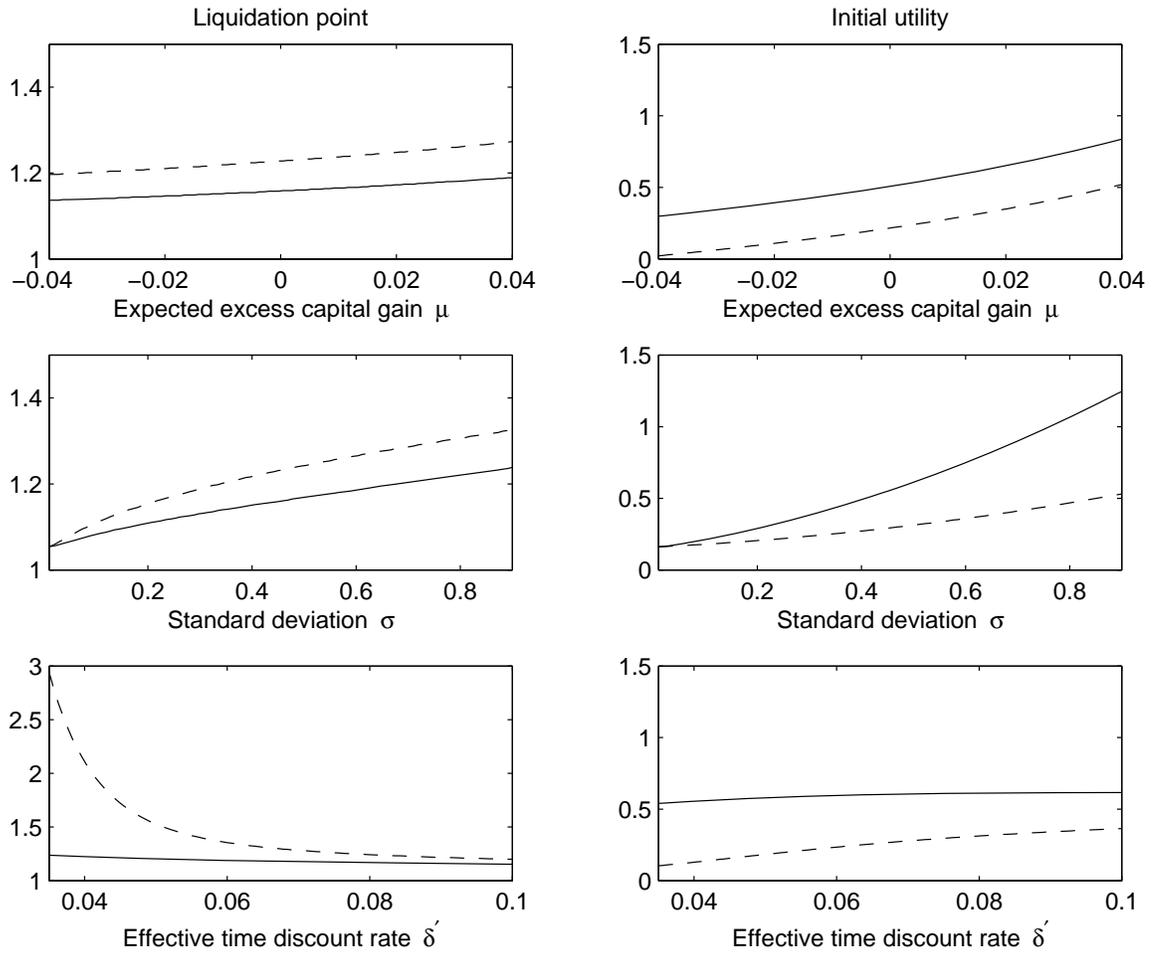 Liquidation point
Initial utility
1.4
1.2
1
−0.04 −0.02 0 0.02 0.04
Expected excess capital gain μ
1.5
1
0.5
0
−0.04 −0.02 0 0.02 0.04
Expected excess capital gain μ
1.4
1.2
1
0.2 0.4 0.6 0.8
Standard deviation σ
1.5
1
0.5
0
0.2 0.4 0.6 0.8
Standard deviation σ
3
2.5
2
1.5
1
0.04 0.06 0.08 0.1
Effective time discount rate δ′
1.5
1
0.5
0
0.04 0.06 0.08 0.1
Effective time discount rate δ′